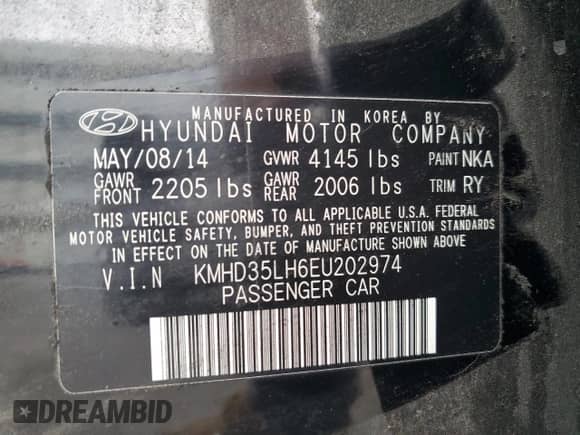 MANUFACTURED IN KOREA BY
HYUNDAI MOTOR COMPANY
MAY/08/14 GVWR 4145 lbs PAINT NKA
GAWR FRONT 2205 lbs GAWR REAR 2006 lbs TRIM RY
THIS VEHICLE CONFORMS TO ALL APPLICABLE U.S.A. FEDERAL
MOTOR VEHICLE SAFETY, BUMPER, AND THEFT PREVENTION STANDARDS
IN EFFECT ON THE DATE OF MANUFACTURE SHOWN ABOVE.
V.I.N KMHD35LH6EU202974
PASSENGER CAR
DREAMBID